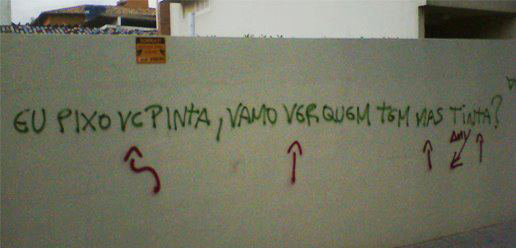 EU PIXO VC PINTA, VAMO VER QUEM TEM MAS TINTA?